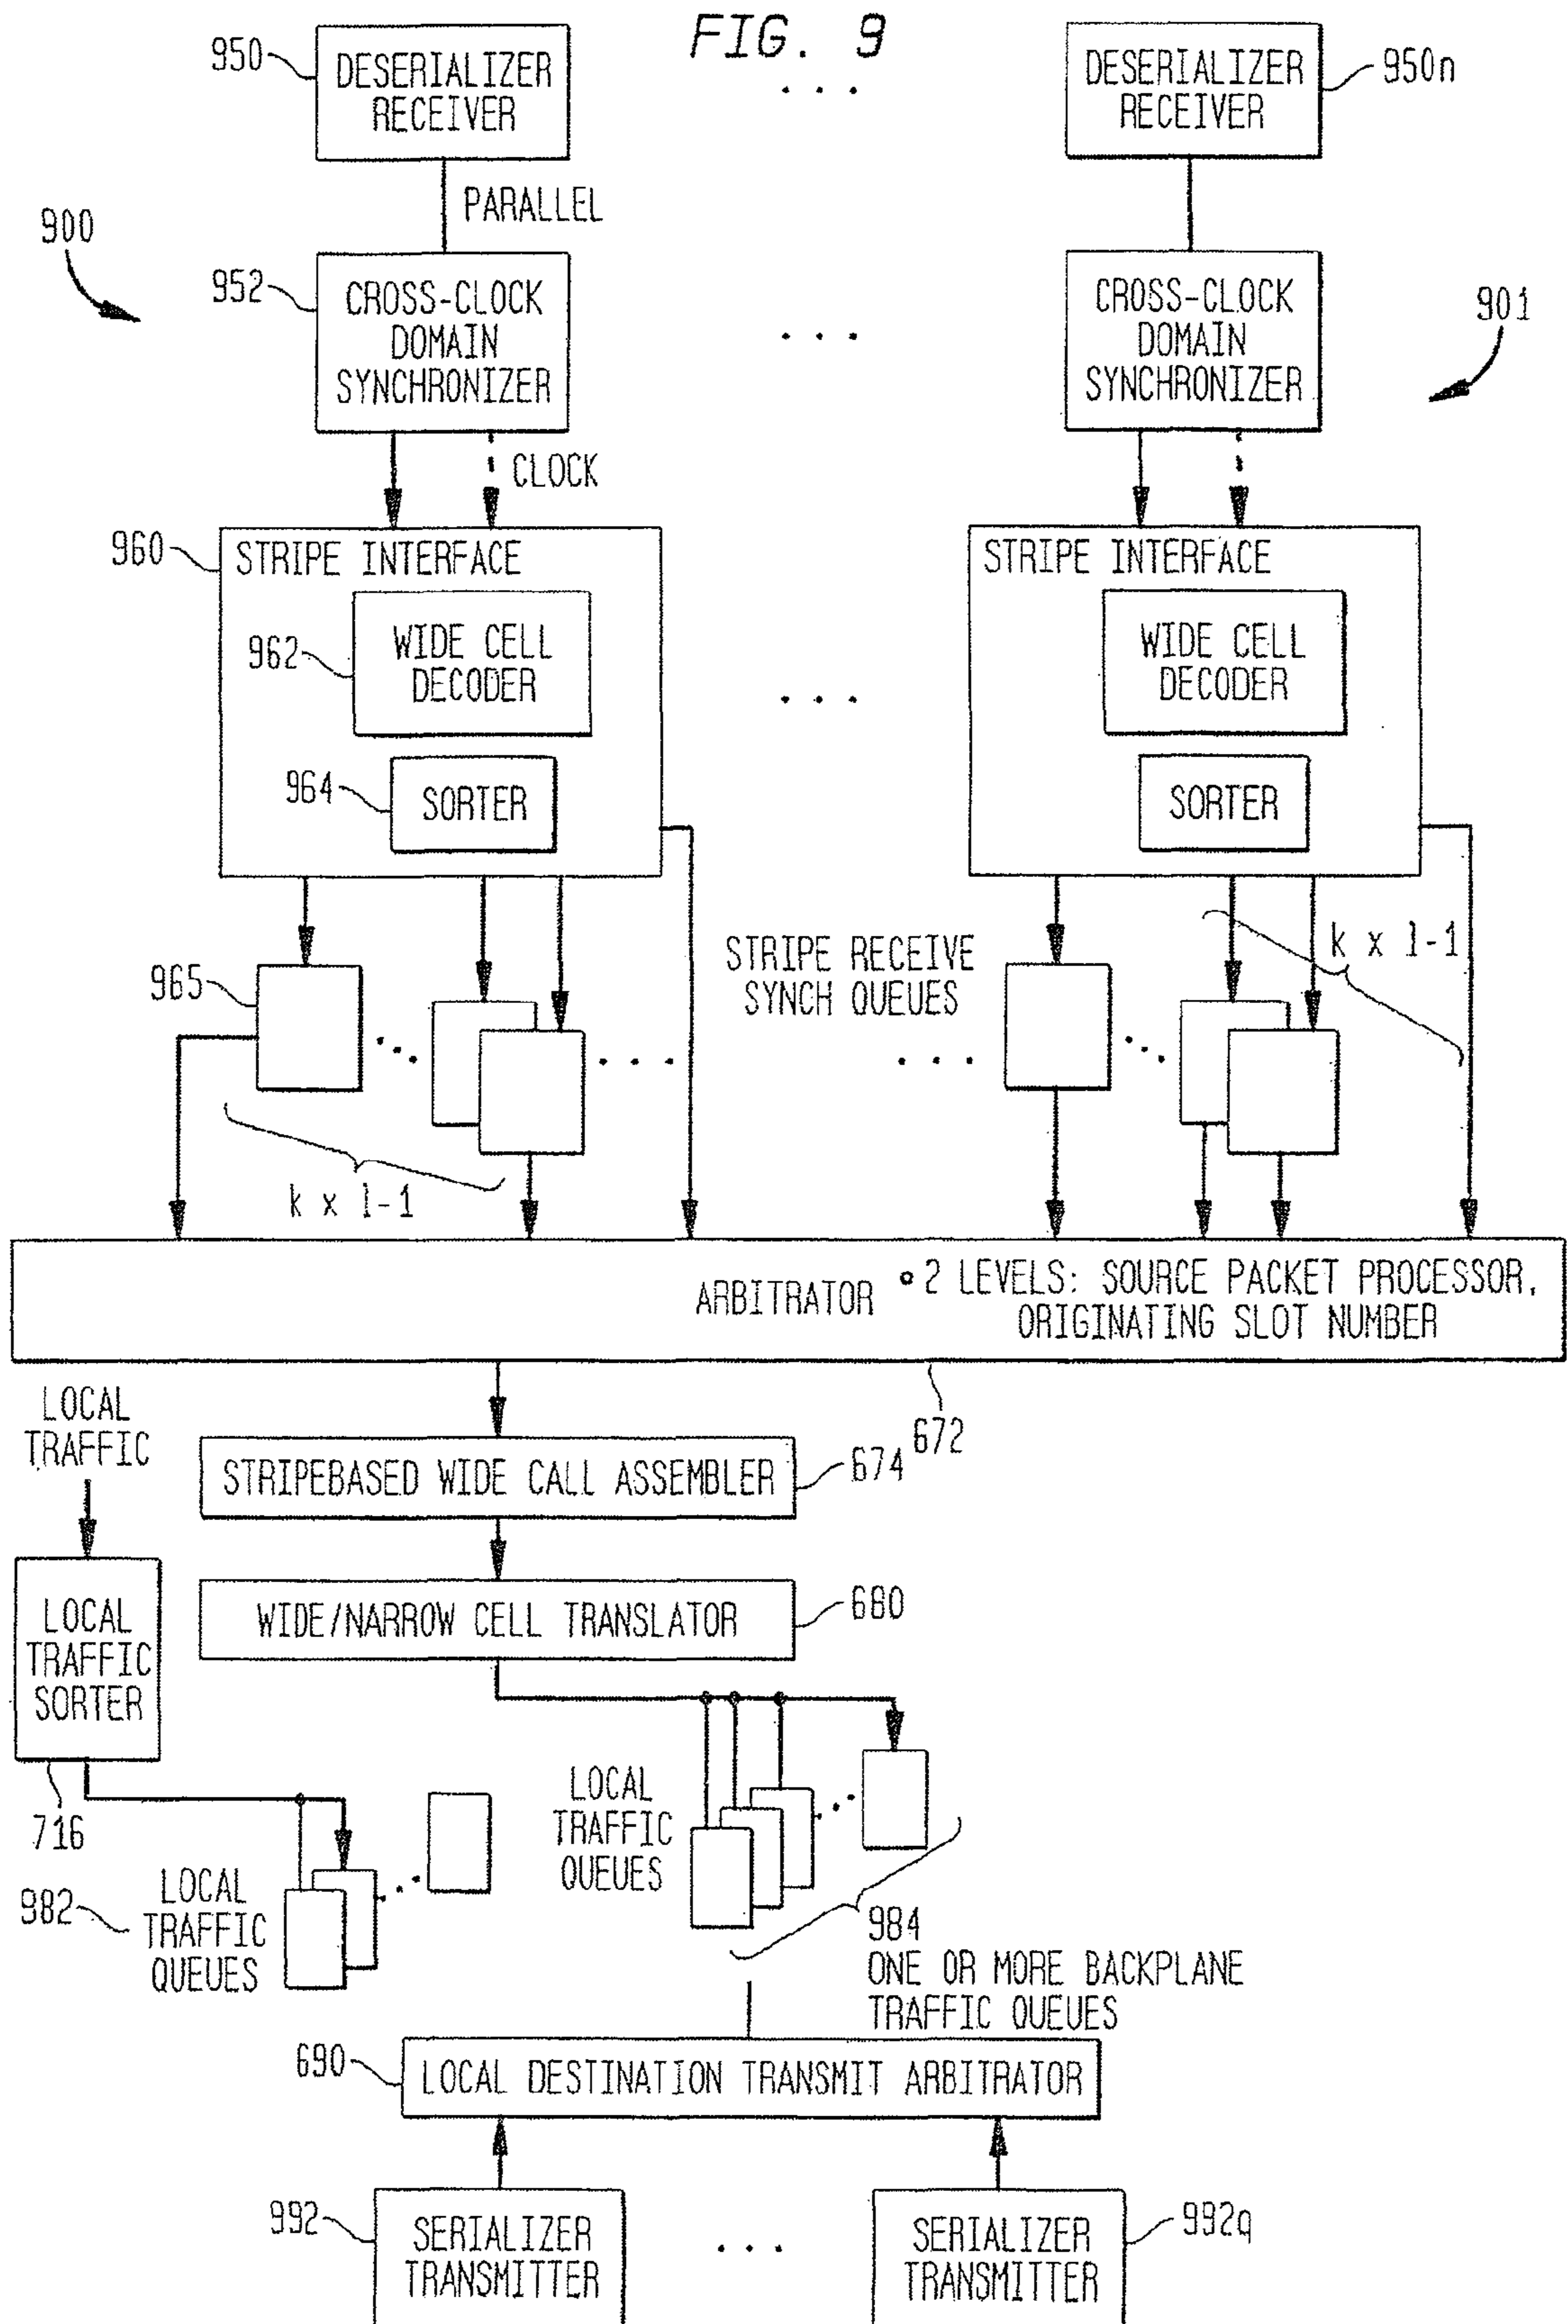 FIG. 9
950
DESERIALIZER
RECEIVER
. . .
DESERIALIZER
RECEIVER
950n
PARALLEL
900
952
CROSS-CLOCK
DOMAIN
SYNCHRONIZER
. . .
CROSS-CLOCK
DOMAIN
SYNCHRONIZER
901
CLOCK
960
STRIPE INTERFACE
STRIPE INTERFACE
962
WIDE CELL
DECODER
. . .
WIDE CELL
DECODER
964
SORTER
SORTER
965
STRIPE RECEIVE
SYNCH QUEUES
k x l-1
k x l-1
ARBITRATOR
• 2 LEVELS: SOURCE PACKET PROCESSOR,
ORIGINATING SLOT NUMBER
672
LOCAL
TRAFFIC
STRIPEBASED WIDE CALL ASSEMBLER
674
WIDE/NARROW CELL TRANSLATOR
680
LOCAL
TRAFFIC
SORTER
716
LOCAL
TRAFFIC
QUEUES
982
LOCAL
TRAFFIC
QUEUES
984
ONE OR MORE BACKPLANE
TRAFFIC QUEUES
690
LOCAL DESTINATION TRANSMIT ARBITRATOR
992
SERIALIZER
TRANSMITTER
. . .
SERIALIZER
TRANSMITTER
992q